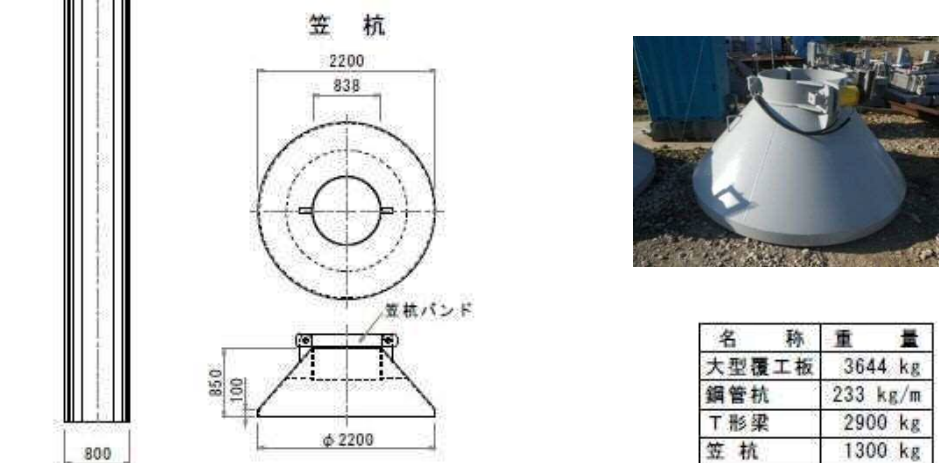 笠 杭
2200
838
笠杭バンド
850
100
φ2200
800
名 称 重 量
大型覆工板 3644 kg
鋼管杭 233 kg/m
T形梁 2900 kg
笠 杭 1300 kg